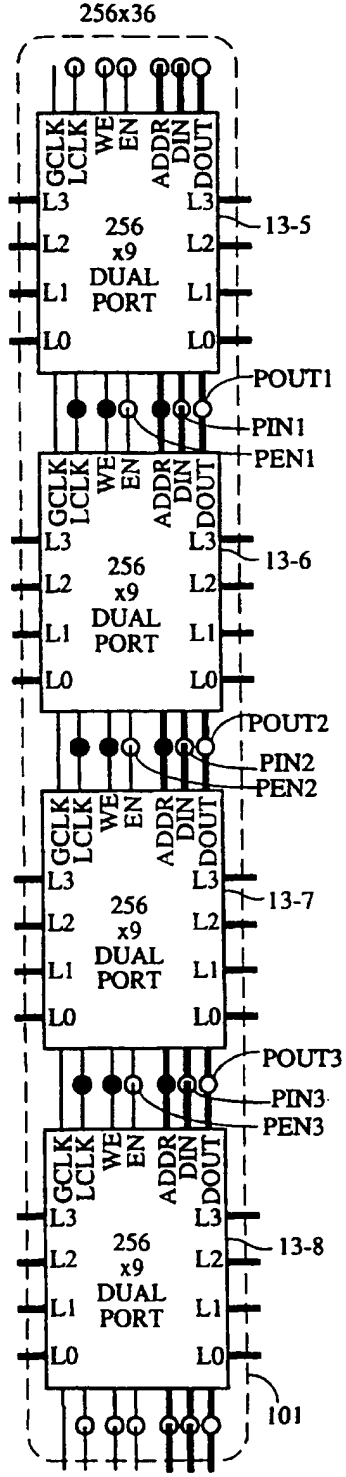 256x36
GCLK LCLK WE EN ADDR DIN DOUT
L3 L3
13-5
256
x9
DUAL
PORT
L2 L2
L1 L1
L0 L0
POUT1
PIN1
PEN1
GCLK LCLK WE EN ADDR DIN DOUT
L3 L3
13-6
256
x9
DUAL
PORT
L2 L2
L1 L1
L0 L0
POUT2
PIN2
PEN2
GCLK LCLK WE EN ADDR DIN DOUT
L3 L3
13-7
256
x9
DUAL
PORT
L2 L2
L1 L1
L0 L0
POUT3
PIN3
PEN3
GCLK LCLK WE EN ADDR DIN DOUT
L3 L3
13-8
256
x9
DUAL
PORT
L2 L2
L1 L1
L0 L0
101